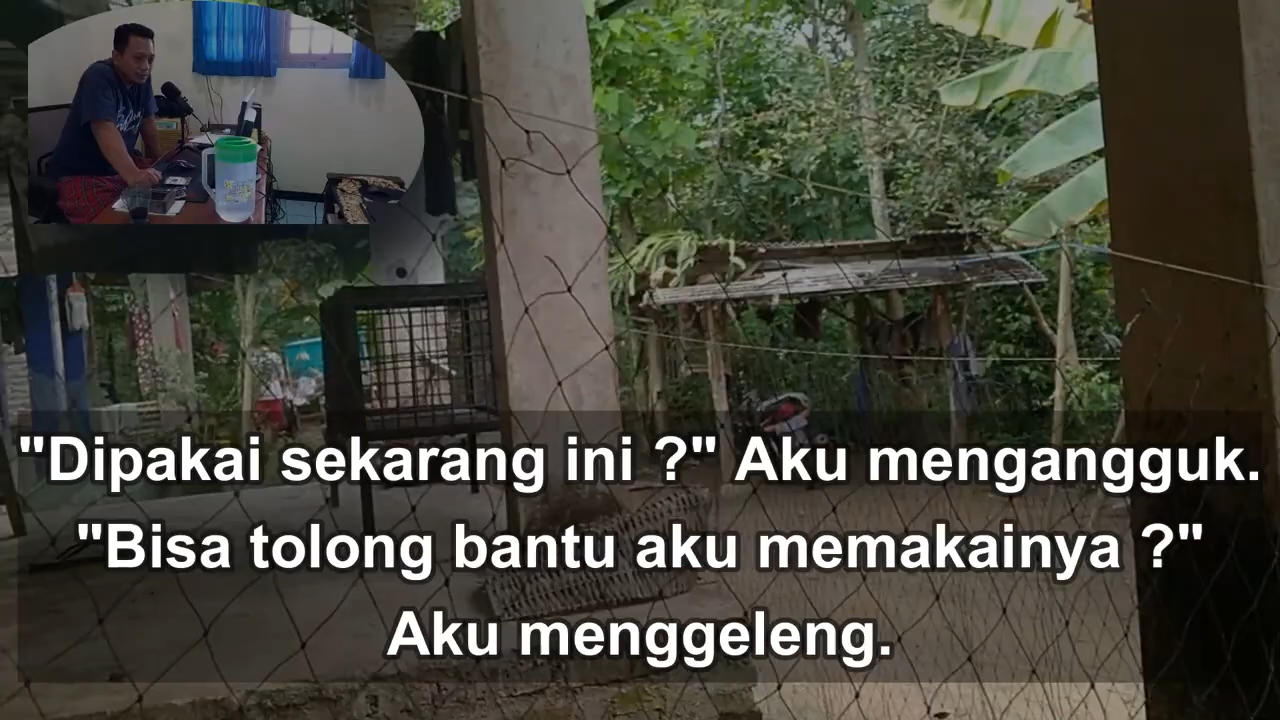 "Dipakai sekarang ini ?" Aku mengangguk.
"Bisa tolong bantu aku memakainya ?"
Aku menggeleng.